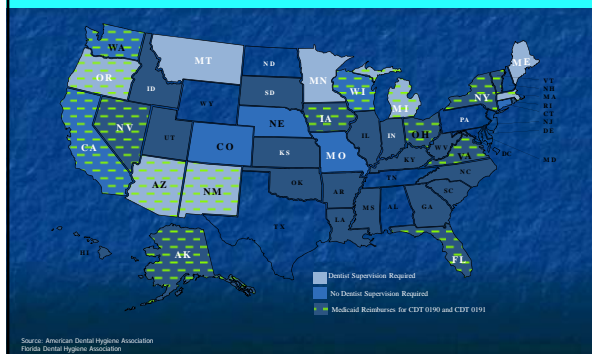 WA
MT
ND
MN
ME
OR
ID
SD
WI
MI
NY
VT
NH
MA
RI
CT
NJ
DE
MD
DC
WY
NV
UT
CA
CO
NE
KS
IA
MO
IL
IN
OH
PA
WV
VA
KY
NC
TN
SC
AZ
NM
OK
AR
TX
LA
MS
AL
GA
FL
AK
HI
Dentist Supervision Required
No Dentist Supervision Required
Medicaid Reimburses for CDT 0190 and CDT 0191
Source: American Dental Hygiene Association
Florida Dental Hygiene Association